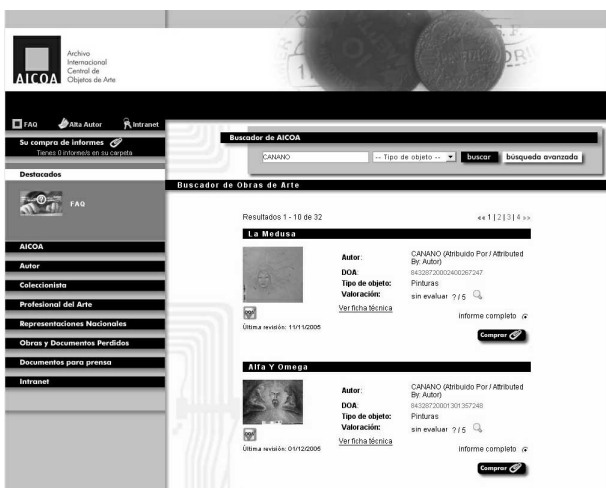 Archivo
Internacional
Central de
Objetos de Arte
AICOA
FAQ Alta Autor Intranet
Su compra de informes
Tienes 0 informe/s en su carpeta
Destacados
FAQ
AICOA
Autor
Coleccionista
Profesional del Arte
Representaciones Nacionales
Obras y Documentos Perdidos
Documentos para prensa
Intranet
Buscador de AICOA
CANANO -- Tipo de objeto -- buscar búsqueda avanzada
Buscador de Obras de Arte
Resultados 1 - 10 de 32 << 1 | 2 | 3 | 4 >>
La Medusa
Autor: CANANO (Atribuido Por / Attributed
By: Autor)
DOA: 84328720002400267247
Tipo de objeto: Pinturas
Valoración: sin evaluar ? / 5
Ver ficha técnica
informe completo
Última revisión: 11/11/2005
Comprar
Alfa Y Omega
Autor: CANANO (Atribuido Por / Attributed
By: Autor)
DOA: 84328720001301367248
Tipo de objeto: Pinturas
Valoración: sin evaluar ? / 5
Ver ficha técnica
informe completo
Última revisión: 01/12/2005
Comprar